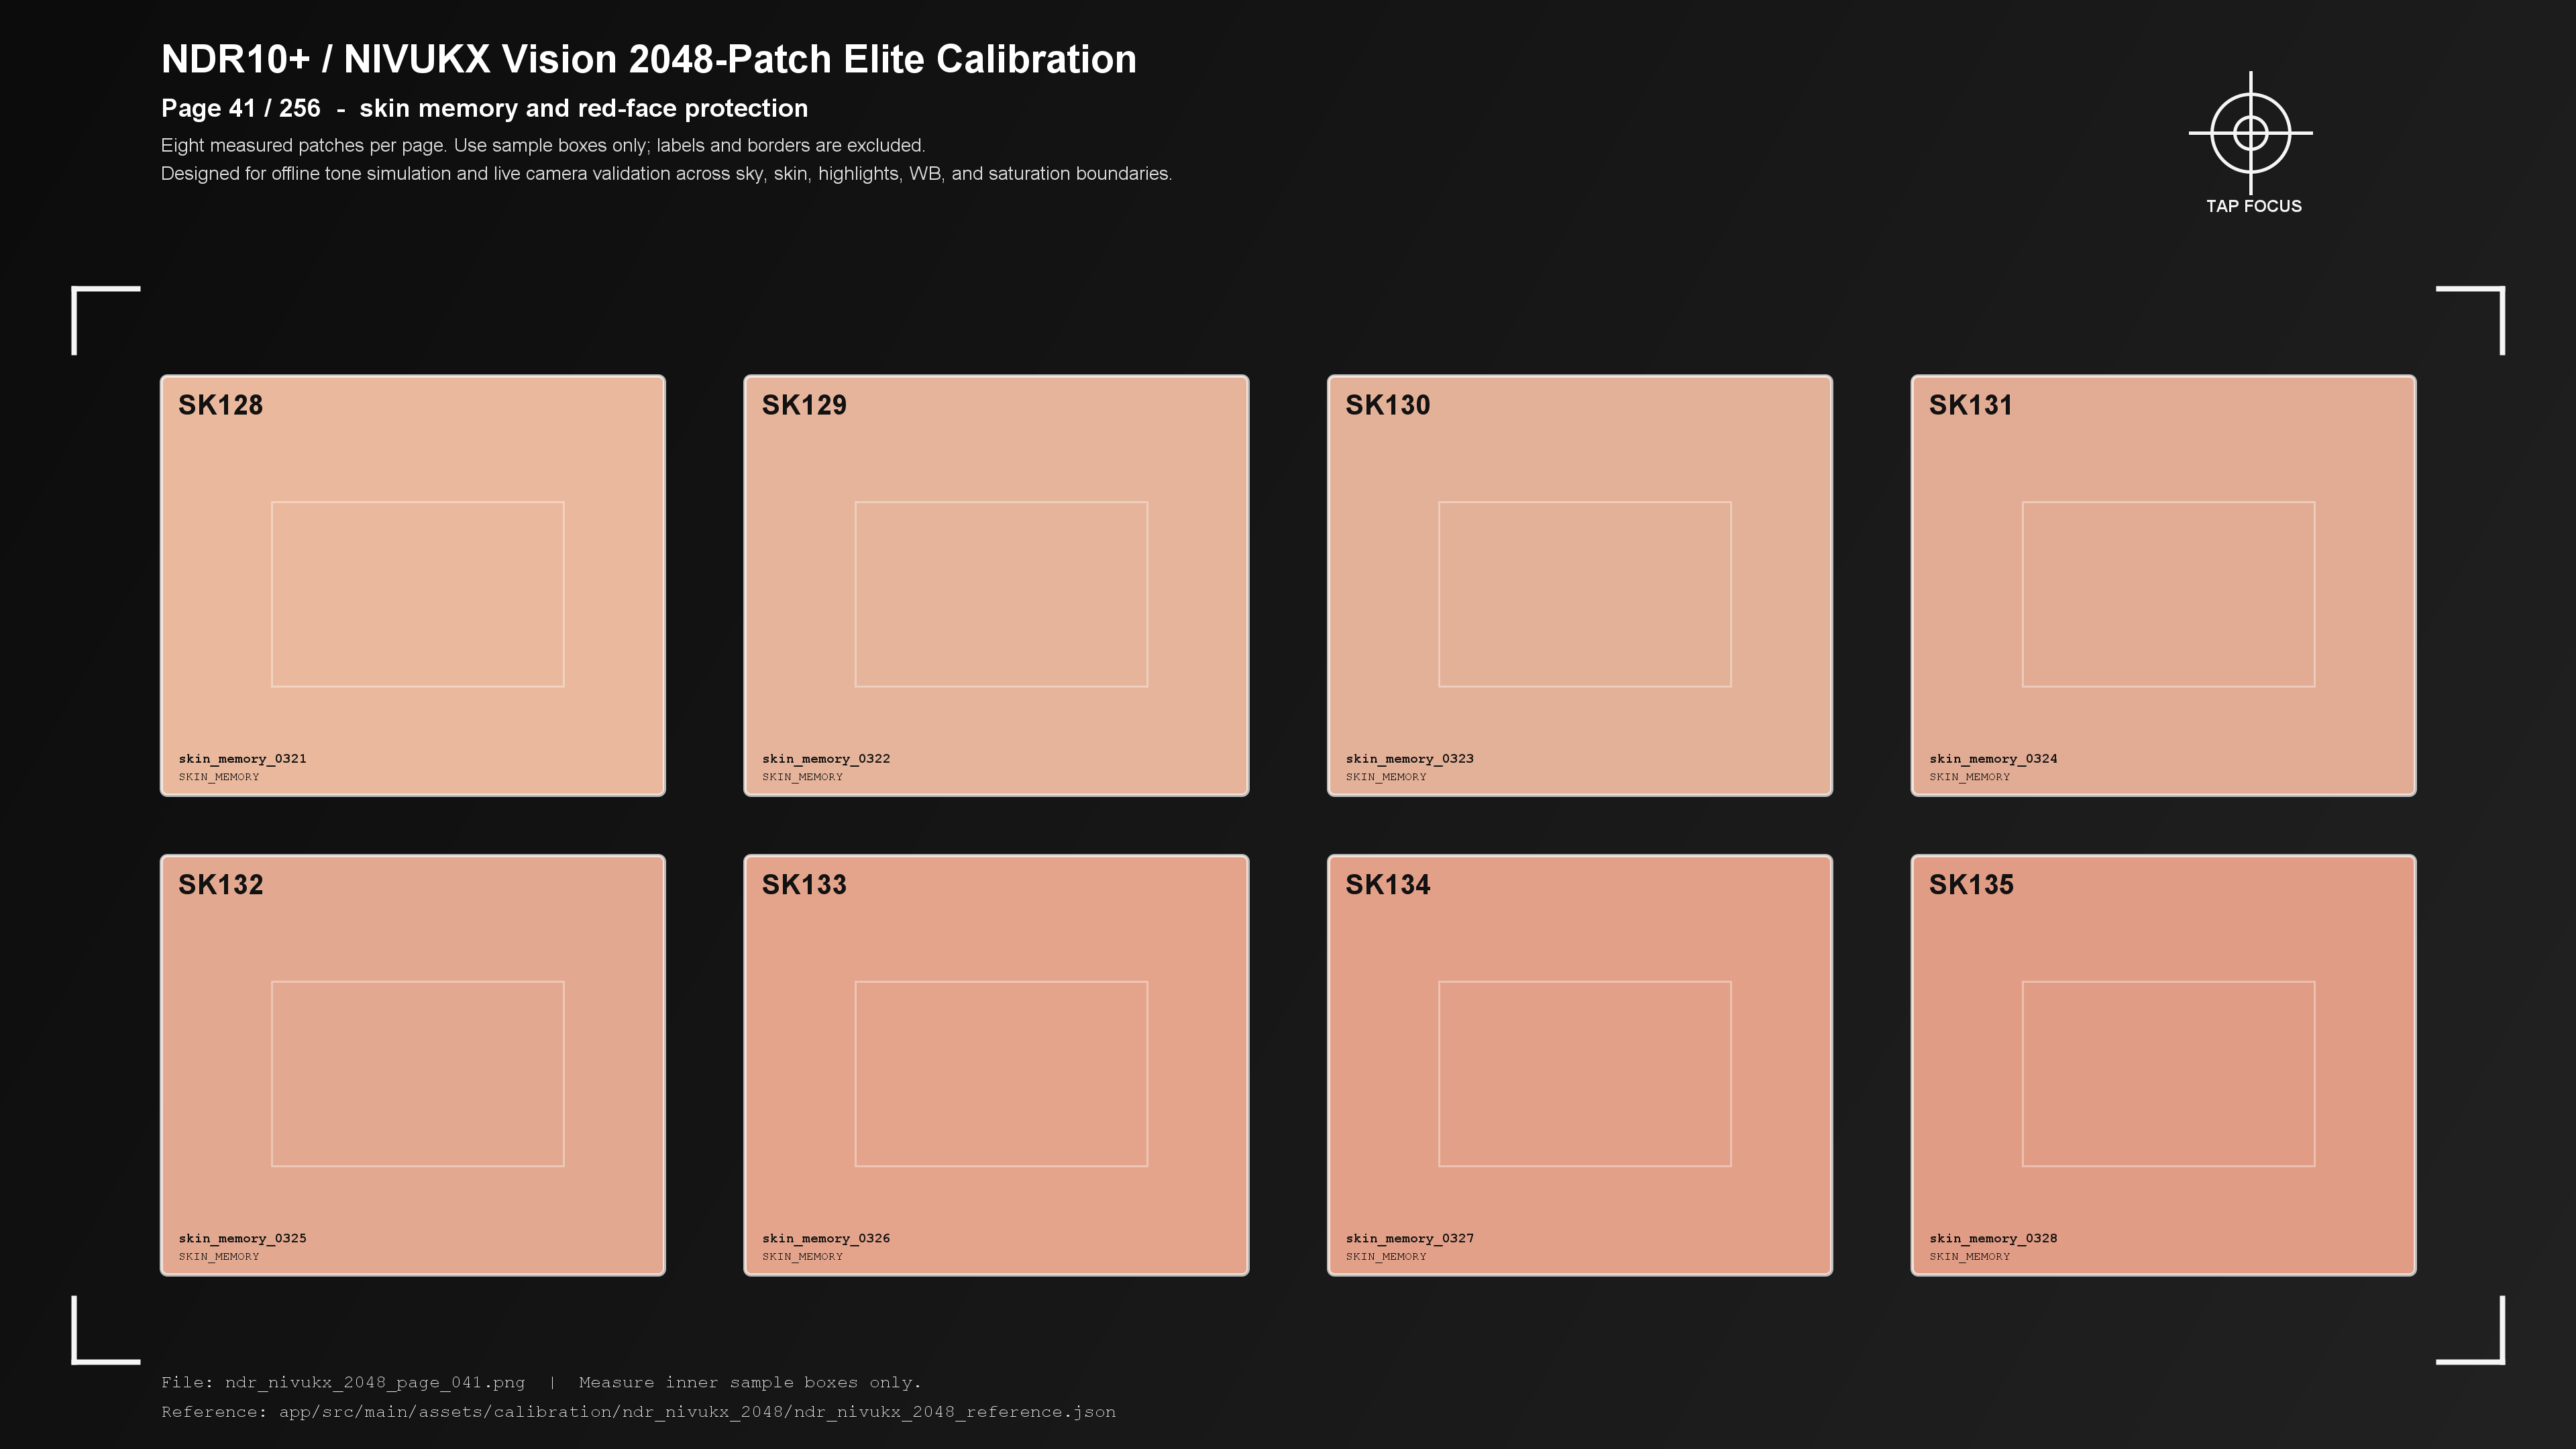 NDR10+ / NIVUKX Vision 2048-Patch Elite Calibration
Page 41 / 256 - skin memory and red-face protection
Eight measured patches per page. Use sample boxes only; labels and borders are excluded.
Designed for offline tone simulation and live camera validation across sky, skin, highlights, WB, and saturation boundaries.
TAP FOCUS
SK128
skin_memory_0321
SKIN_MEMORY
SK129
skin_memory_0322
SKIN_MEMORY
SK130
skin_memory_0323
SKIN_MEMORY
SK131
skin_memory_0324
SKIN_MEMORY
SK132
skin_memory_0325
SKIN_MEMORY
SK133
skin_memory_0326
SKIN_MEMORY
SK134
skin_memory_0327
SKIN_MEMORY
SK135
skin_memory_0328
SKIN_MEMORY
File: ndr_nivukx_2048_page_041.png | Measure inner sample boxes only.
Reference: app/src/main/assets/calibration/ndr_nivukx_2048/ndr_nivukx_2048_reference.json